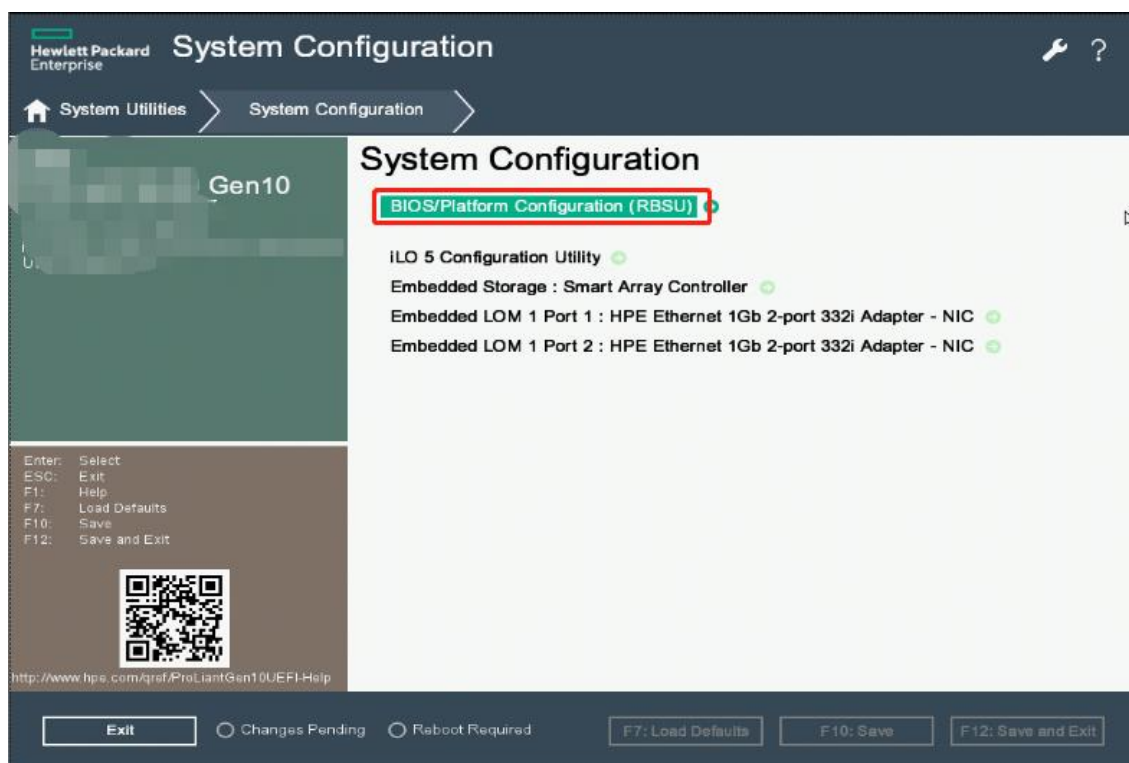 Hewlett Packard
Enterprise
System Configuration
?
System Utilities
System Configuration
Gen10
System Configuration
BIOS/Platform Configuration (RBSU)
iLO 5 Configuration Utility
Embedded Storage : Smart Array Controller
Embedded LOM 1 Port 1 : HPE Ethernet 1Gb 2-port 332i Adapter - NIC
Embedded LOM 1 Port 2 : HPE Ethernet 1Gb 2-port 332i Adapter - NIC
Enter: Select
ESC: Exit
F1: Help
F7: Load Defaults
F10: Save
F12: Save and Exit
http://www.hpe.com/qref/ProLiantGen10UEFI-Help
Exit
Changes Pending
Reboot Required
F7: Load Defaults
F10: Save
F12: Save and Exit